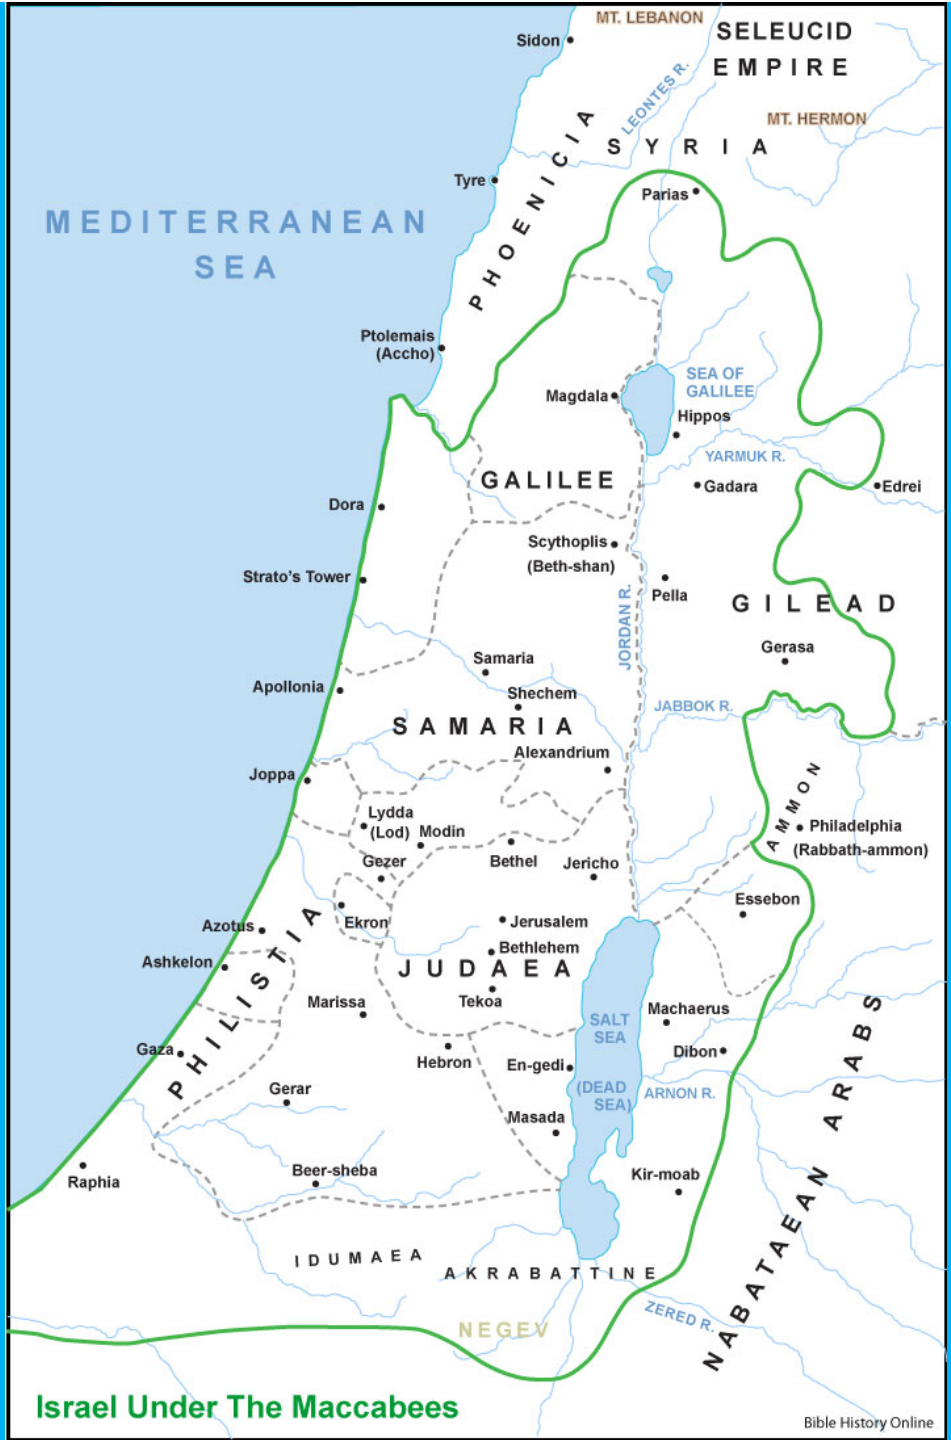 MT. LEBANON
SELEUCID
EMPIRE
Sidon
LEONTES R.
MT. HERMON
SYRIA
PHOENICIA
Tyre
Parias
MEDITERRANEAN
SEA
Ptolemais
(Accho)
SEA OF
GALILEE
Magdala
Hippos
YARMUK R.
GALILEE
Gadara
Edrei
Dora
Scythoplis
(Beth-shan)
Strato's Tower
Pella
GILEAD
JORDAN R.
Gerasa
Samaria
Apollonia
Shechem
JABBOK R.
SAMARIA
Alexandrium
Joppa
AMMON
Lydda
(Lod)
Modin
Philadelphia
(Rabbath-ammon)
Gezer
Bethel
Jericho
Essebon
Ekron
Azotus
Jerusalem
Bethlehem
Ashkelon
JUDAEA
PHILISTIA
Marissa
Tekoa
Machaerus
SALT
SEA
Gaza
Hebron
En-gedi
Dibon
(DEAD
SEA)
ARNON R.
Gerar
Masada
NABATAEAN ARABS
Raphia
Beer-sheba
Kir-moab
IDUMAEA
AKRABATTINE
ZERED R.
NEGEV
Israel Under The Maccabees
Bible History Online